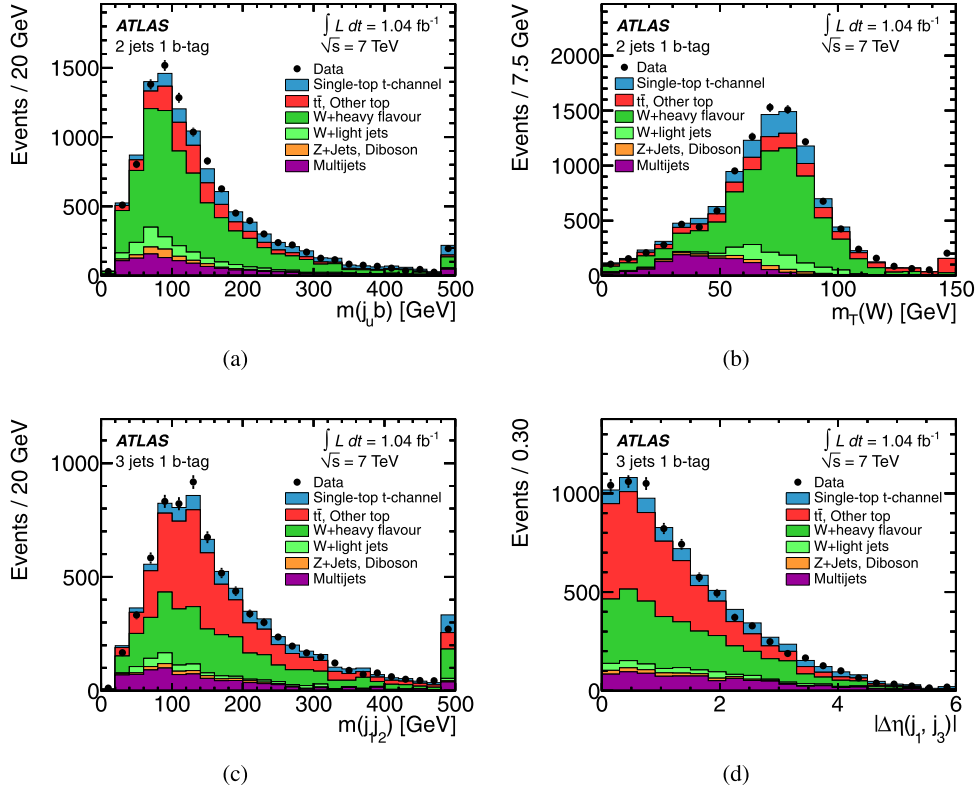 Events / 20 GeV
ATLAS
∫ L dt = 1.04 fb⁻¹
2 jets 1 b-tag
√s = 7 TeV
Data
Single-top t-channel
tt̄, Other top
W+heavy flavour
W+light jets
Z+Jets, Diboson
Multijets
1500
1000
500
0
0 100 200 300 400 500
m(j_u b) [GeV]
(a)
Events / 7.5 GeV
ATLAS
∫ L dt = 1.04 fb⁻¹
2 jets 1 b-tag
√s = 7 TeV
Data
Single-top t-channel
tt̄, Other top
W+heavy flavour
W+light jets
Z+Jets, Diboson
Multijets
2000
1500
1000
500
0
0 50 100 150
m_T(W) [GeV]
(b)
Events / 20 GeV
ATLAS
∫ L dt = 1.04 fb⁻¹
3 jets 1 b-tag
√s = 7 TeV
Data
Single-top t-channel
tt̄, Other top
W+heavy flavour
W+light jets
Z+Jets, Diboson
Multijets
1000
500
0
0 100 200 300 400 500
m(j_1 j_2) [GeV]
(c)
Events / 0.30
ATLAS
∫ L dt = 1.04 fb⁻¹
3 jets 1 b-tag
√s = 7 TeV
Data
Single-top t-channel
tt̄, Other top
W+heavy flavour
W+light jets
Z+Jets, Diboson
Multijets
1000
500
0
0 2 4 6
|Δη(j_1, j_3)|
(d)